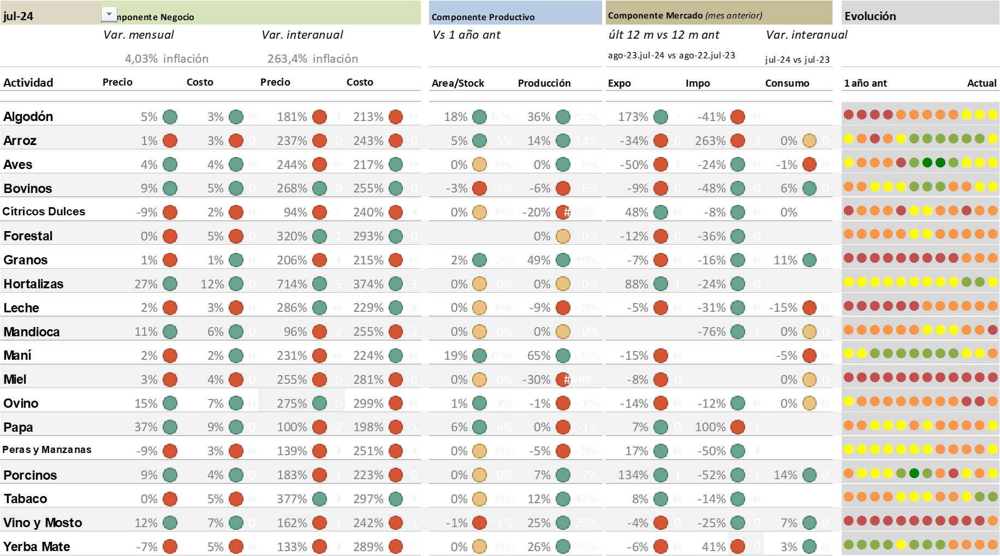 jul-24 mponente Negocio Componente Productivo Componente Mercado (mes anterior) Evolución
Var. mensual Var. interanual Vs 1 año ant últ 12 m vs 12 m ant Var. interanual
4,03% inflación 263,4% inflación ago-23.jul-24 vs ago-22.jul-23 jul-24 vs jul-23
Actividad Precio Costo Precio Costo Area/Stock Producción Expo Impo Consumo 1 año ant Actual
Algodón 5% 3% 181% 213% 18% 36% 173% -41%
Arroz 1% 3% 237% 243% 5% 14% -34% 263% 0%
Aves 4% 4% 244% 217% 0% 0% -50% -24% -1%
Bovinos 9% 5% 268% 255% -3% -6% -9% -48% 6%
Cítricos Dulces -9% 2% 94% 240% 0% -20% 48% -8% 0%
Forestal 0% 5% 320% 293% 0% -12% -36%
Granos 1% 1% 206% 215% 2% 49% -7% -16% 11%
Hortalizas 27% 12% 714% 374% 0% 0% 88% -24%
Leche 2% 3% 286% 229% 0% -9% -5% -31% -15%
Mandioca 11% 6% 96% 255% 0% 0% -76% 0%
Maní 2% 2% 231% 224% 19% 65% -15% -5%
Miel 3% 4% 255% 281% 0% -30% #### -8% 0%
Ovino 15% 7% 275% 299% 1% -1% -14% -12% 0%
Papa 37% 9% 100% 198% 6% 0% 7% 100%
Peras y Manzanas -9% 3% 139% 251% 0% -5% 17% -50%
Porcinos 9% 4% 183% 223% 0% 7% 134% -52% 14%
Tabaco 0% 5% 377% 297% 0% 12% 8% -14%
Vino y Mosto 12% 7% 162% 242% -1% 25% -4% -25% 7%
Yerba Mate -7% 5% 133% 289% 0% 26% -6% 41% 3%